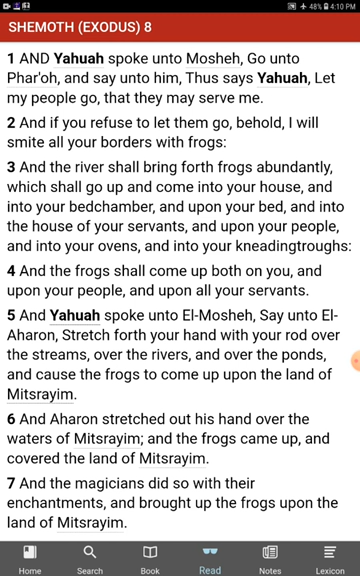 48% 4:10 PM
SHEMOTH (EXODUS) 8
1 AND Yahuah spoke unto Mosheh, Go unto
Phar'oh, and say unto him, Thus says Yahuah, Let
my people go, that they may serve me.
2 And if you refuse to let them go, behold, I will
smite all your borders with frogs:
3 And the river shall bring forth frogs abundantly,
which shall go up and come into your house, and
into your bedchamber, and upon your bed, and into
the house of your servants, and upon your people,
and into your ovens, and into your kneadingtroughs:
4 And the frogs shall come up both on you, and
upon your people, and upon all your servants.
5 And Yahuah spoke unto El-Mosheh, Say unto El-
Aharon, Stretch forth your hand with your rod over
the streams, over the rivers, and over the ponds,
and cause the frogs to come up upon the land of
Mitsrayim.
6 And Aharon stretched out his hand over the
waters of Mitsrayim; and the frogs came up, and
covered the land of Mitsrayim.
7 And the magicians did so with their
enchantments, and brought up the frogs upon the
land of Mitsrayim.
Home Search Book Read Notes Lexicon